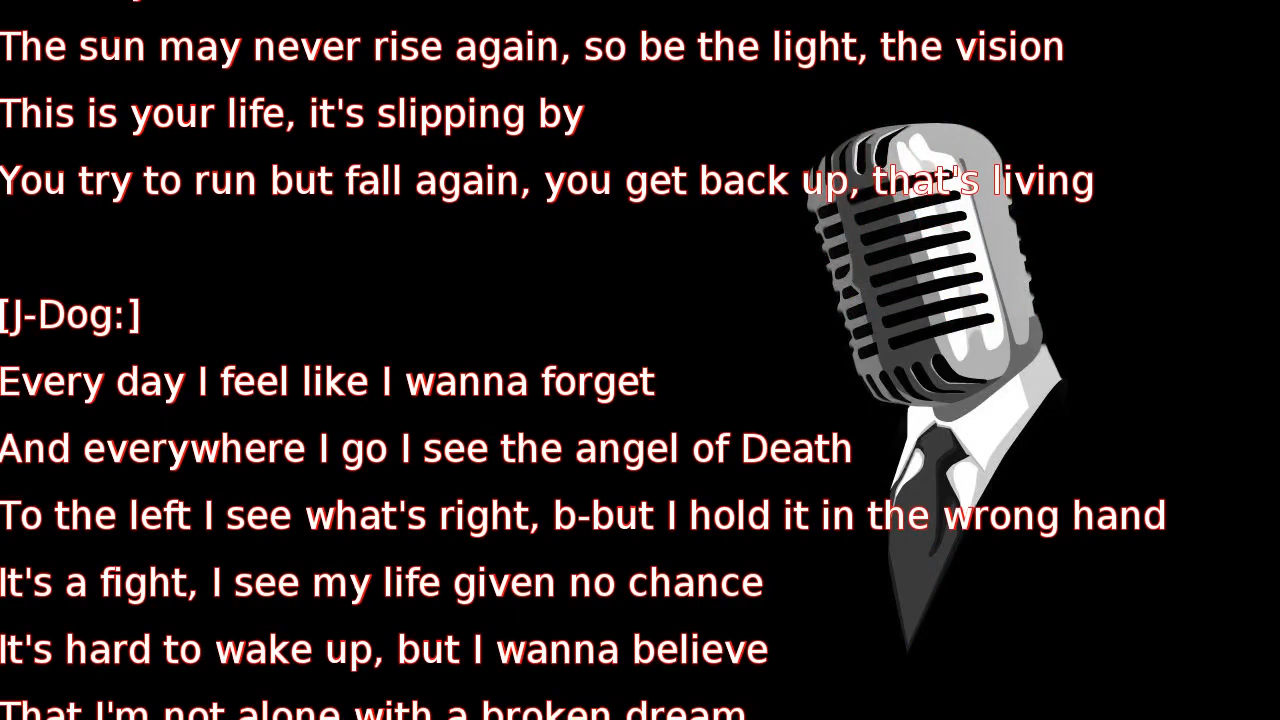 The sun may never rise again, so be the light, the vision
This is your life, it's slipping by
You try to run but fall again, you get back up, that's living
[J-Dog:]
Every day I feel like I wanna forget
And everywhere I go I see the angel of Death
To the left I see what's right, b-but I hold it in the wrong hand
It's a fight, I see my life given no chance
It's hard to wake up, but I wanna believe
That I'm not alone with a broken dream